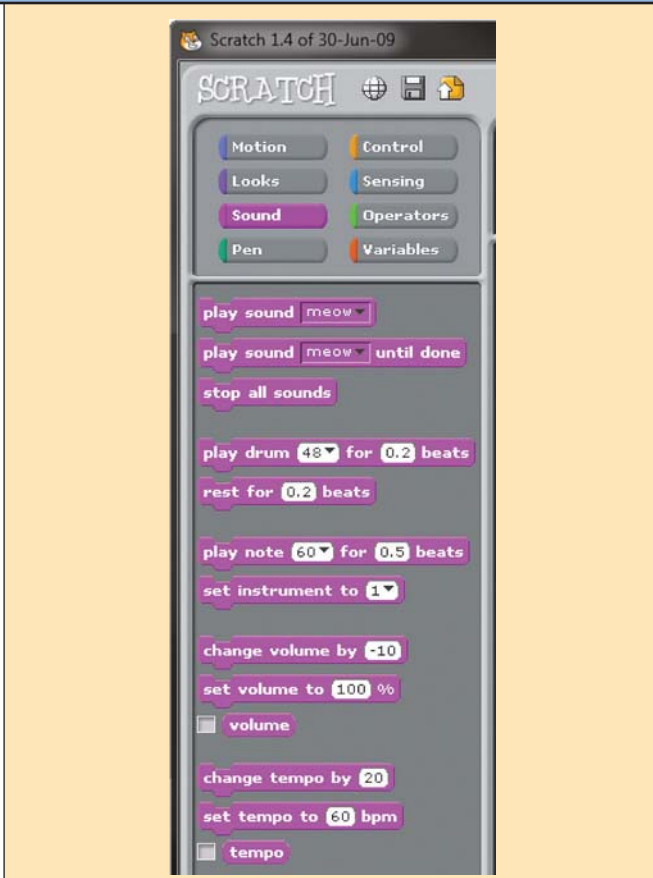 Scratch 1.4 of 30-Jun-09
SCRATCH
Motion Control
Looks Sensing
Sound Operators
Pen Variables
play sound meow
play sound meow until done
stop all sounds
play drum 48 for 0.2 beats
rest for 0.2 beats
play note 60 for 0.5 beats
set instrument to 1
change volume by -10
set volume to 100 %
volume
change tempo by 20
set tempo to 60 bpm
tempo